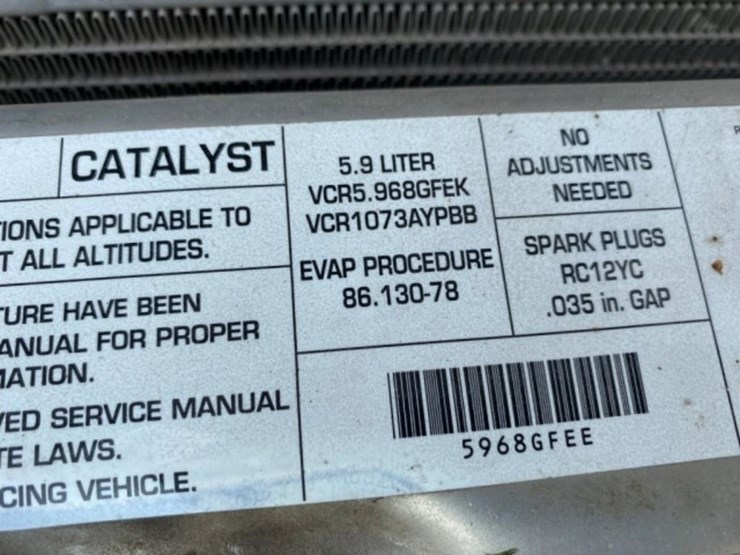 CATALYST
IONS APPLICABLE TO
T ALL ALTITUDES.
TURE HAVE BEEN
ANUAL FOR PROPER
MATION.
VED SERVICE MANUAL
TE LAWS.
CING VEHICLE.
5.9 LITER
VCR5.968GFEK
VCR1073AYPBB
EVAP PROCEDURE
86.130-78
NO
ADJUSTMENTS
NEEDED
SPARK PLUGS
RC12YC
.035 in. GAP
5968GFEE